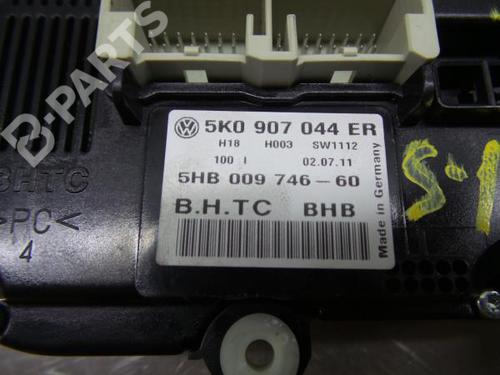 B-PARTS
5K0 907 044 ER
H18 H003 SW1112
100 I 02.07.11
5HB 009 746-60
B.H.TC BHB
Made in Germany
S-1
BHTC
>PC<
4